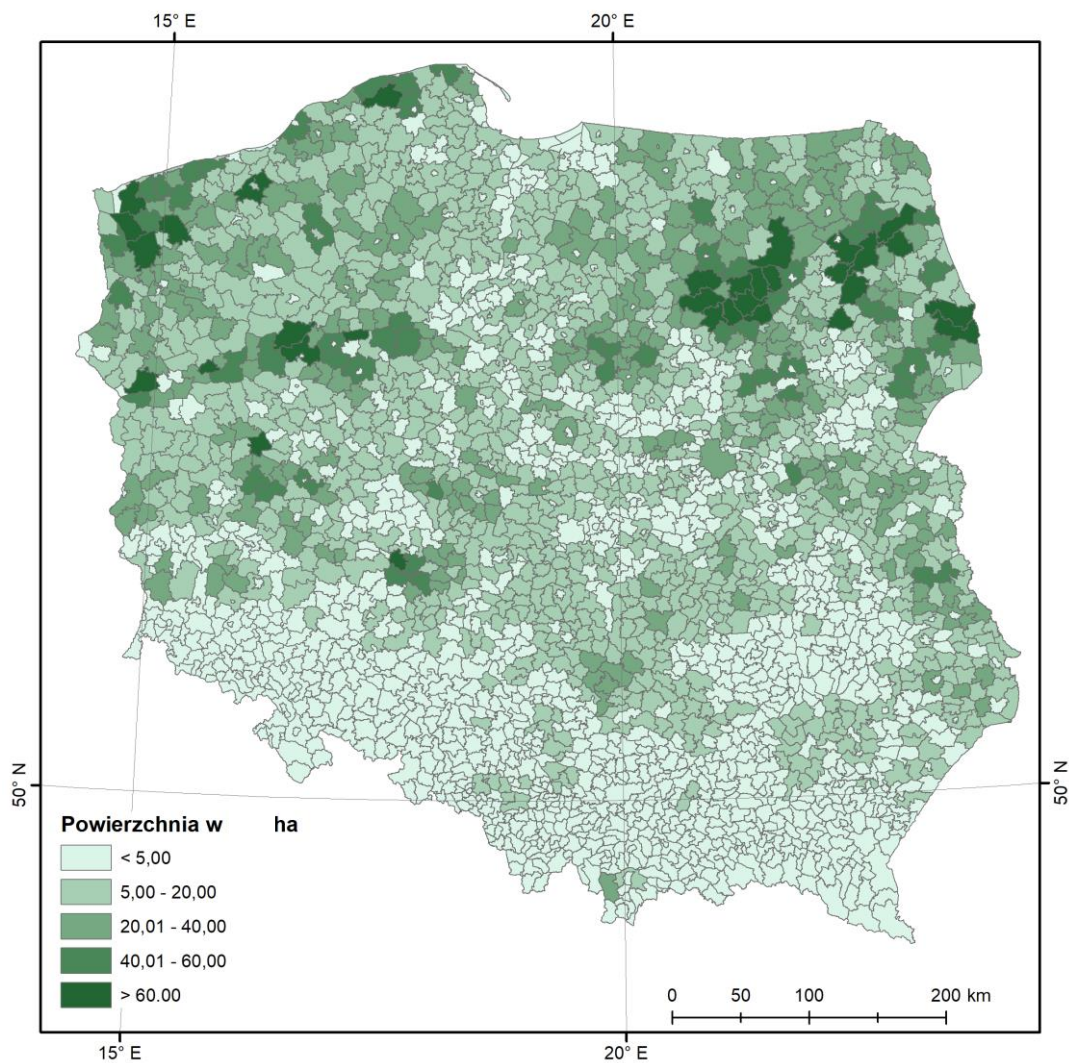 15° E 20° E
50° N 50° N
Powierzchnia w ha
< 5,00
5,00 - 20,00
20,01 - 40,00
40,01 - 60,00
> 60.00
0 50 100 200 km
15° E 20° E